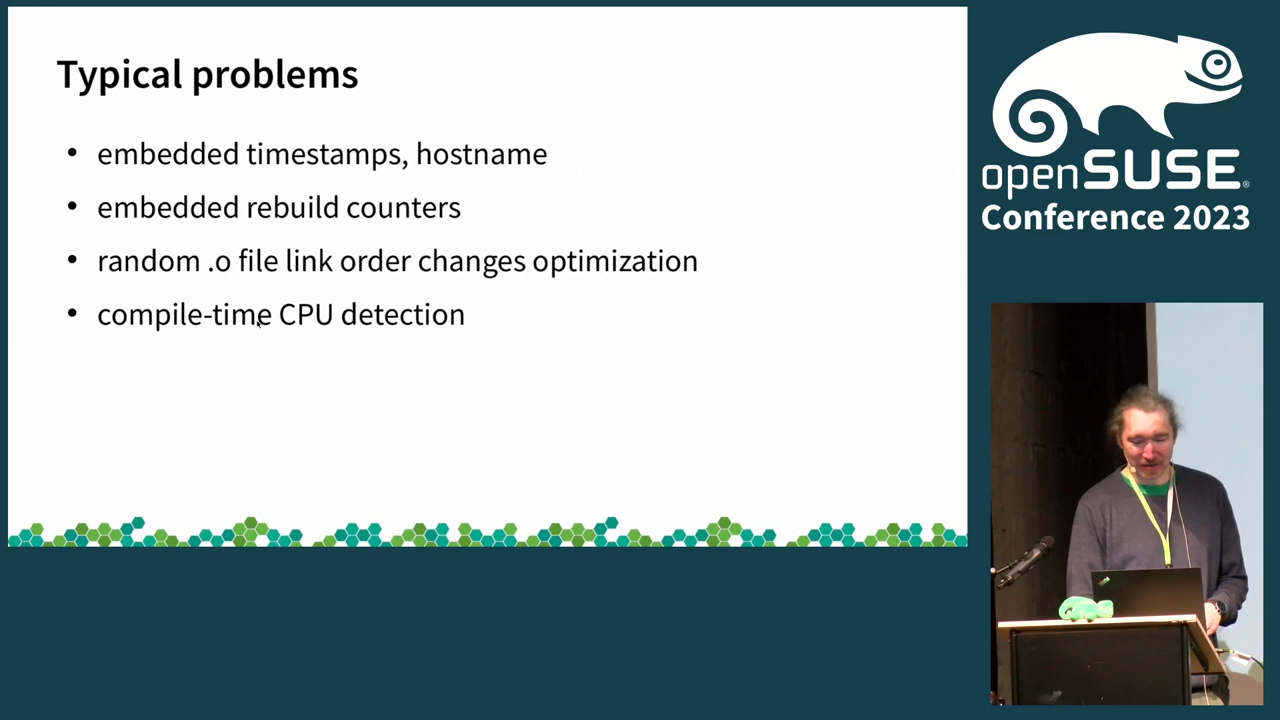 Typical problems
• embedded timestamps, hostname
• embedded rebuild counters
• random .o file link order changes optimization
• compile-time CPU detection
openSUSE®
Conference 2023